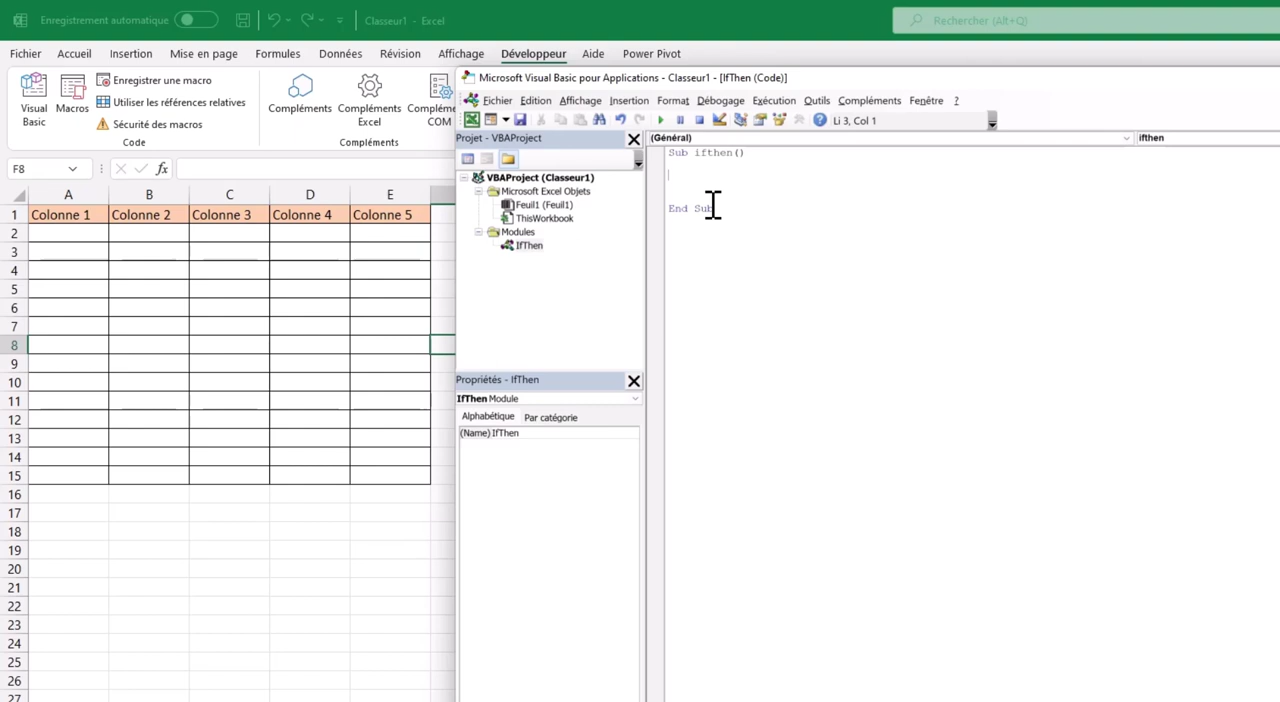 Enregistrement automatique
Classeur1 - Excel
Rechercher (Alt+Q)
Fichier Accueil Insertion Mise en page Formules Données Révision Affichage Développeur Aide Power Pivot
Visual Basic
Macros
Enregistrer une macro
Utiliser les références relatives
Sécurité des macros
Code
Compléments
Compléments Excel
Complém COM
Compléments
F8
fx
A B C D E
1 Colonne 1 Colonne 2 Colonne 3 Colonne 4 Colonne 5
2
3
4
5
6
7
8
9
10
11
12
13
14
15
16
17
18
19
20
21
22
23
24
25
26
27
Microsoft Visual Basic pour Applications - Classeur1 - [IfThen (Code)]
Fichier Edition Affichage Insertion Format Débogage Exécution Outils Compléments Fenêtre ?
Li 3, Col 1
Projet - VBAProject
VBAProject (Classeur1)
Microsoft Excel Objets
Feuil1 (Feuil1)
ThisWorkbook
Modules
IfThen
Propriétés - IfThen
IfThen Module
Alphabétique Par catégorie
(Name) IfThen
(Général) ifthen
Sub ifthen()
End Sub